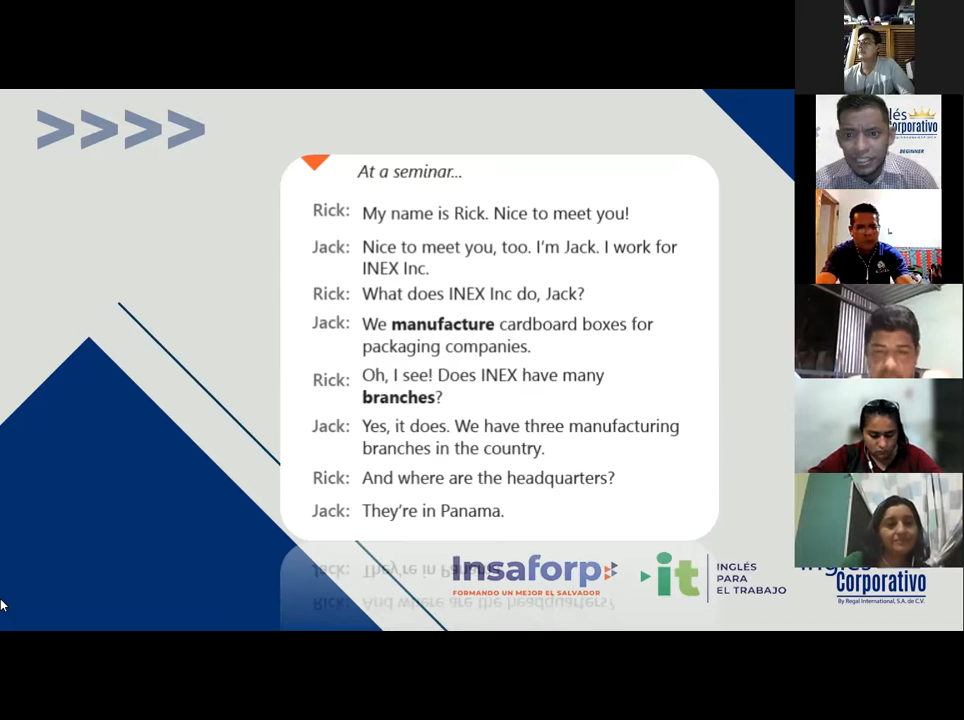 >>>>
At a seminar...
Rick: My name is Rick. Nice to meet you!
Jack: Nice to meet you, too. I'm Jack. I work for
INEX Inc.
Rick: What does INEX Inc do, Jack?
Jack: We manufacture cardboard boxes for
packaging companies.
Rick: Oh, I see! Does INEX have many
branches?
Jack: Yes, it does. We have three manufacturing
branches in the country.
Rick: And where are the headquarters?
Jack: They're in Panama.
Insaforp
FORMANDO UN MEJOR EL SALVADOR
it
INGLÉS
PARA
EL TRABAJO
Corporativo
By Regal International, S.A. de C.V.
lés
orporativo
BEGINNER